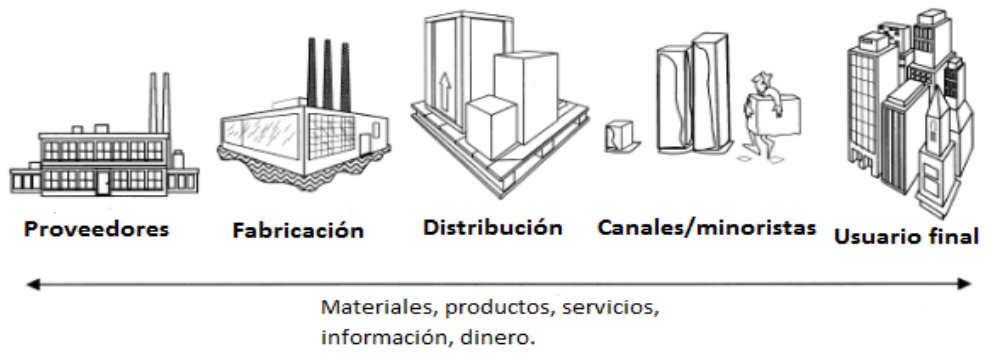 Proveedores
Fabricación
Distribución
Canales/minoristas
Usuario final
Materiales, productos, servicios,
información, dinero.